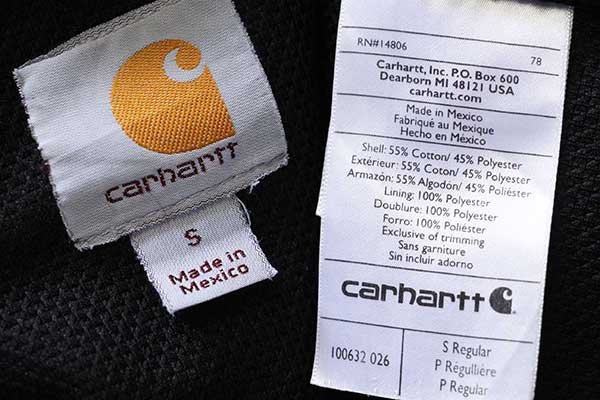 carhartt
S
Made in
Mexico
RN#14806
78
Carhartt, Inc. P.O. Box 600
Dearborn MI 48121 USA
carhartt.com
Made in Mexico
Fabriqué au Mexique
Hecho en México
Shell: 55% Cotton/ 45% Polyester
Extérieur: 55% Coton/ 45% Polyester
Armazón: 55% Algodón/ 45% Poliéster
Lining: 100% Polyester
Doublure: 100% Polyester
Forro: 100% Poliéster
Exclusive of trimming
Sans garniture
Sin incluir adorno
carhartt
100632 026
S Regular
P Régullière
P Regular